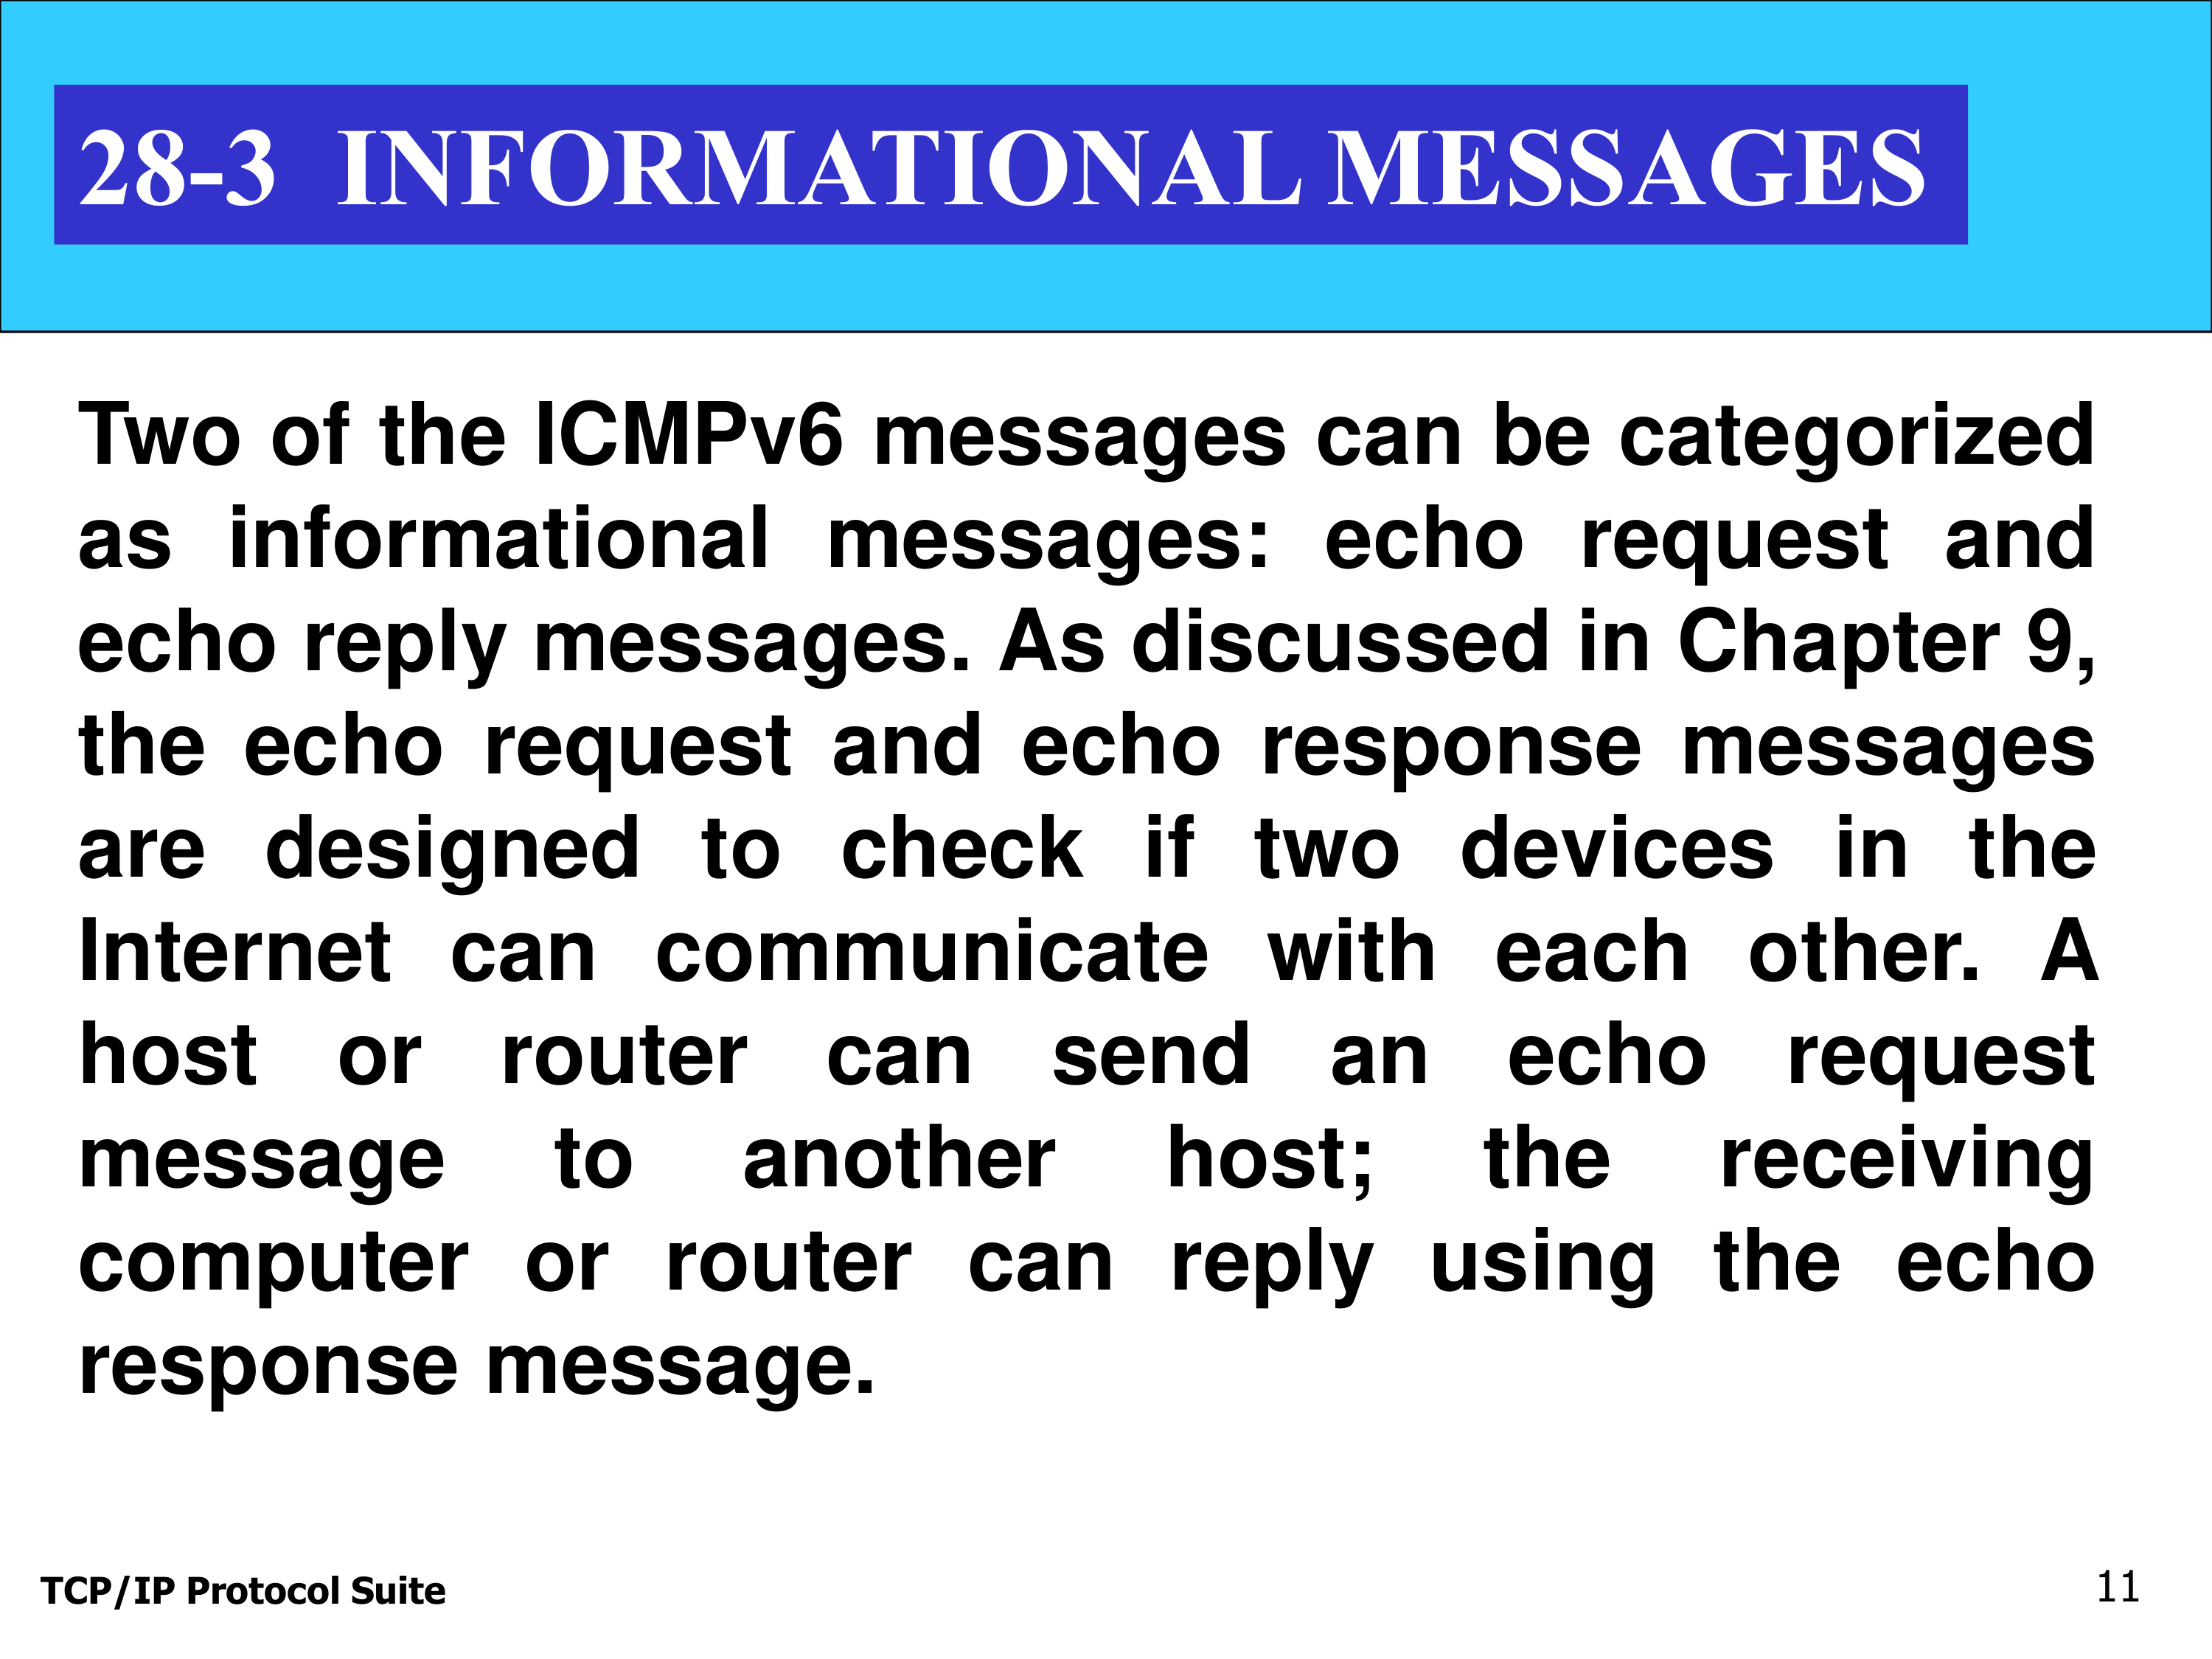 28-3 INFORMATIONAL MESSAGES
Two of the ICMPv6 messages can be categorized
as informational messages: echo request and
echo reply messages. As discussed in Chapter 9,
the echo request and echo response messages
are designed to check if two devices in the
Internet can communicate with each other. A
host or router can send an echo request
message to another host; the receiving
computer or router can reply using the echo
response message.
TCP/IP Protocol Suite
11